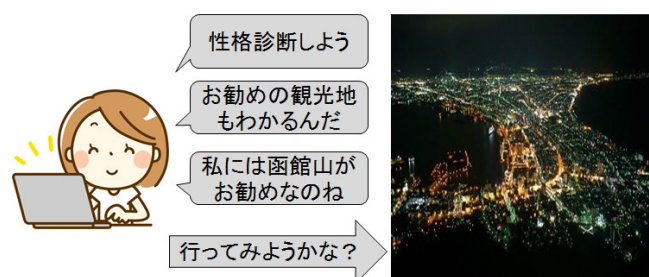 性格診断しよう
お勧めの観光地
もわかるんだ
私には函館山が
お勧めなのね
行ってみようかな？